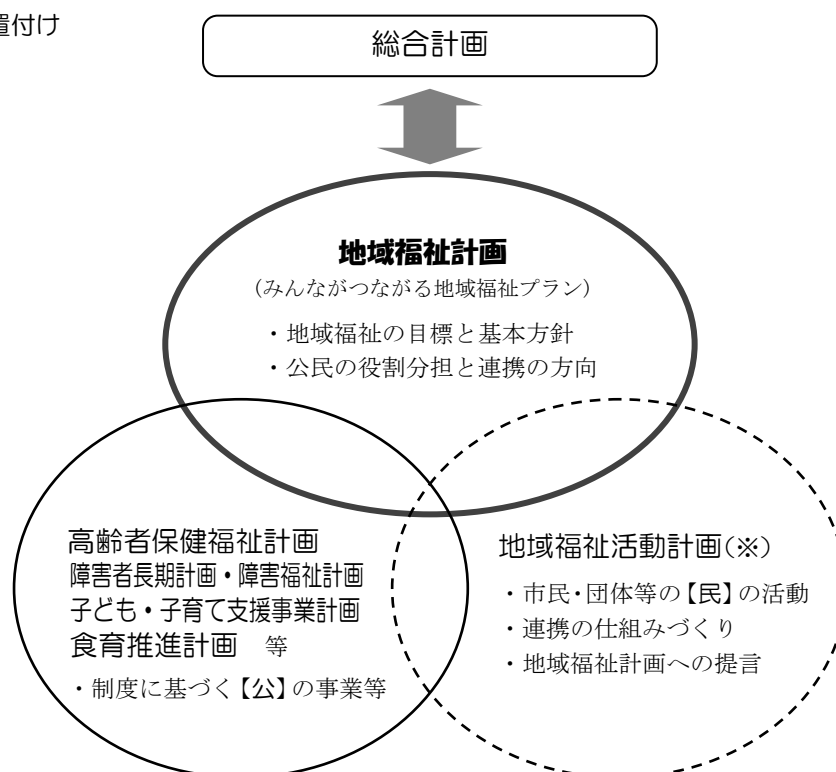 置付け
総合計画
地域福祉計画
(みんながつながる地域福祉プラン)
・地域福祉の目標と基本方針
・公民の役割分担と連携の方向
高齢者保健福祉計画
障害者長期計画・障害福祉計画
子ども・子育て支援事業計画
食育推進計画 等
・制度に基づく【公】の事業等
地域福祉活動計画(※)
・市民・団体等の【民】の活動
・連携の仕組みづくり
・地域福祉計画への提言